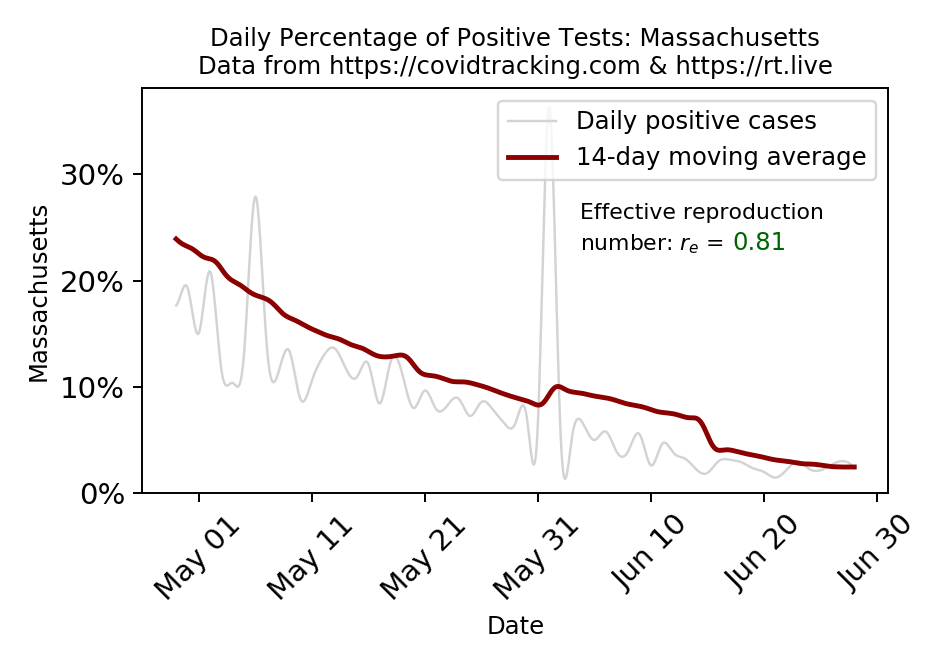 Daily Percentage of Positive Tests: Massachusetts
Data from https://covidtracking.com & https://rt.live
Daily positive cases
14-day moving average
Effective reproduction
number: rₑ = 0.81
Massachusetts
30%
20%
10%
0%
May 01
May 11
May 21
May 31
Jun 10
Jun 20
Jun 30
Date